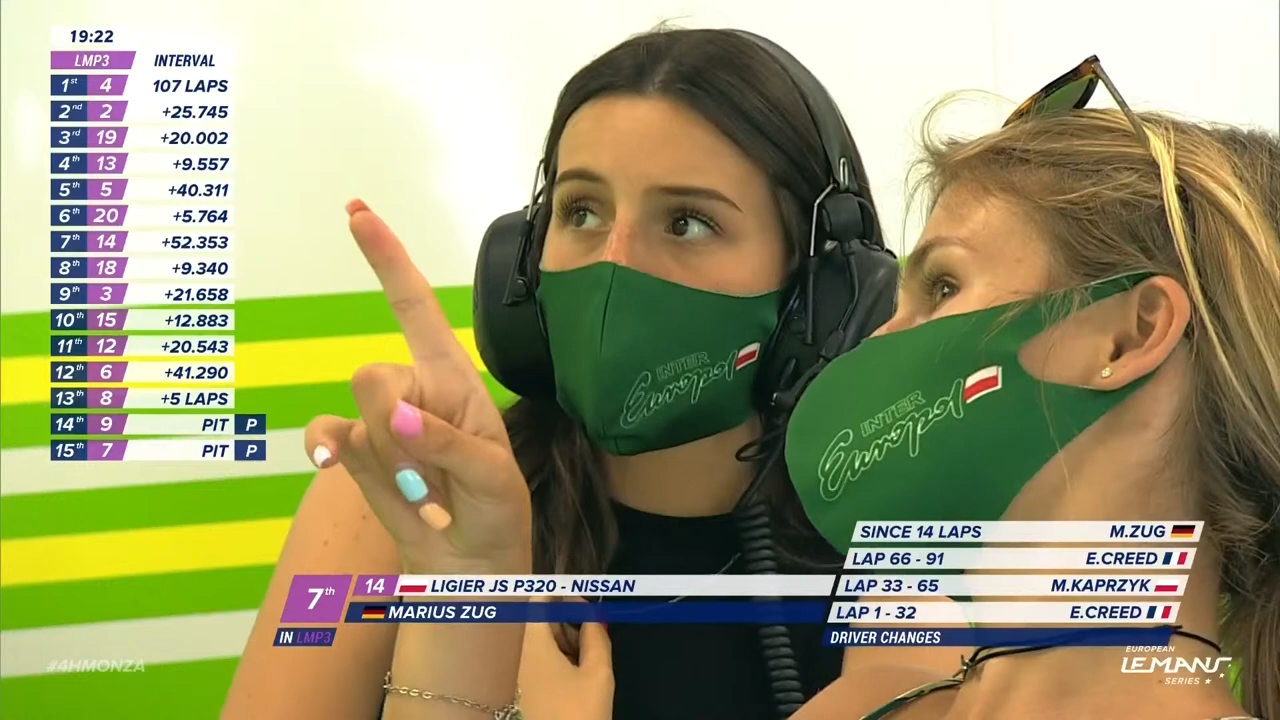 19:22
LMP3 INTERVAL
1st 4 107 LAPS
2nd 2 +25.745
3rd 19 +20.002
4th 13 +9.557
5th 5 +40.311
6th 20 +5.764
7th 14 +52.353
8th 18 +9.340
9th 3 +21.658
10th 15 +12.883
11th 12 +20.543
12th 6 +41.290
13th 8 +5 LAPS
14th 9 PIT P
15th 7 PIT P
INTER
Europol
INTER
Europol
SINCE 14 LAPS M.ZUG
LAP 66 - 91 E.CREED
LAP 33 - 65 M.KAPRZYK
LAP 1 - 32 E.CREED
DRIVER CHANGES
7th
IN LMP3
14 LIGIER JS P320 - NISSAN
MARIUS ZUG
#4HMONZA
EUROPEAN
LE MANS
SERIES